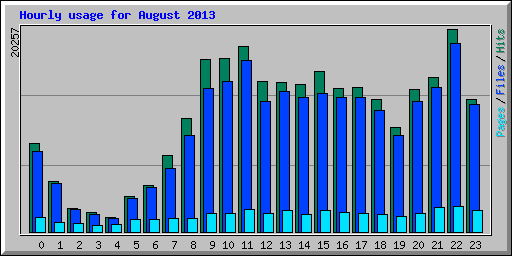 Hourly usage for August 2013
20257
Pages/Files/Hits
0 1 2 3 4 5 6 7 8 9 10 11 12 13 14 15 16 17 18 19 20 21 22 23